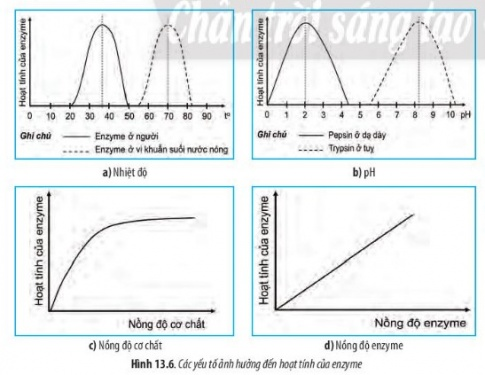 Chân trời sáng tạo
Hoạt tính của enzyme
0 10 20 30 40 50 60 70 80 90 t°
Ghi chú
Enzyme ở người
Enzyme ở vi khuẩn suối nước nóng
a) Nhiệt độ
Hoạt tính của enzyme
0 1 2 3 4 5 6 7 8 9 10 pH
Ghi chú
Pepsin ở dạ dày
Trypsin ở tuỵ
b) pH
Hoạt tính của enzyme
Nồng độ cơ chất
c) Nồng độ cơ chất
Hoạt tính của enzyme
Nồng độ enzyme
d) Nồng độ enzyme
Hình 13.6. Các yếu tố ảnh hưởng đến hoạt tính của enzyme